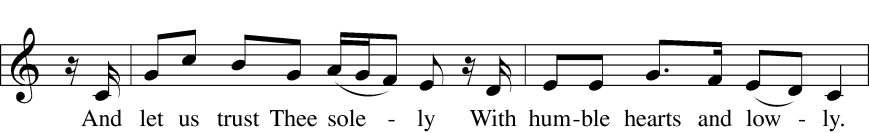 And let us trust Thee sole - ly With hum-ble hearts and low - ly.